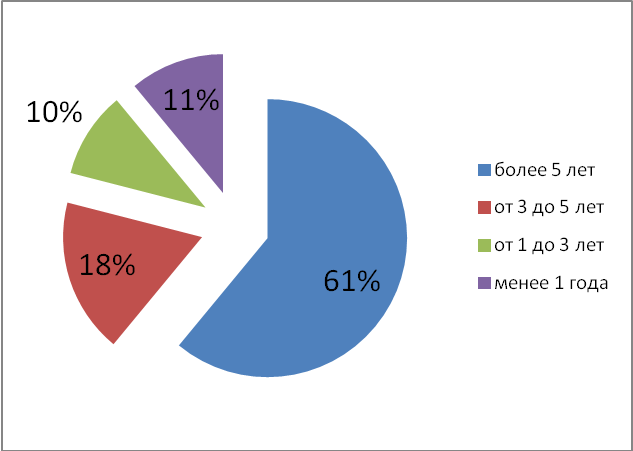 11%
10%
18%
61%
более 5 лет
от 3 до 5 лет
от 1 до 3 лет
менее 1 года